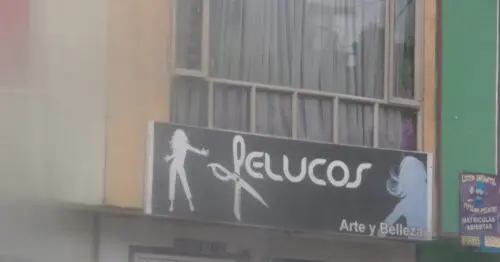 PELUCOS
Arte y Belleza
MATRICULAS
ABIERTAS